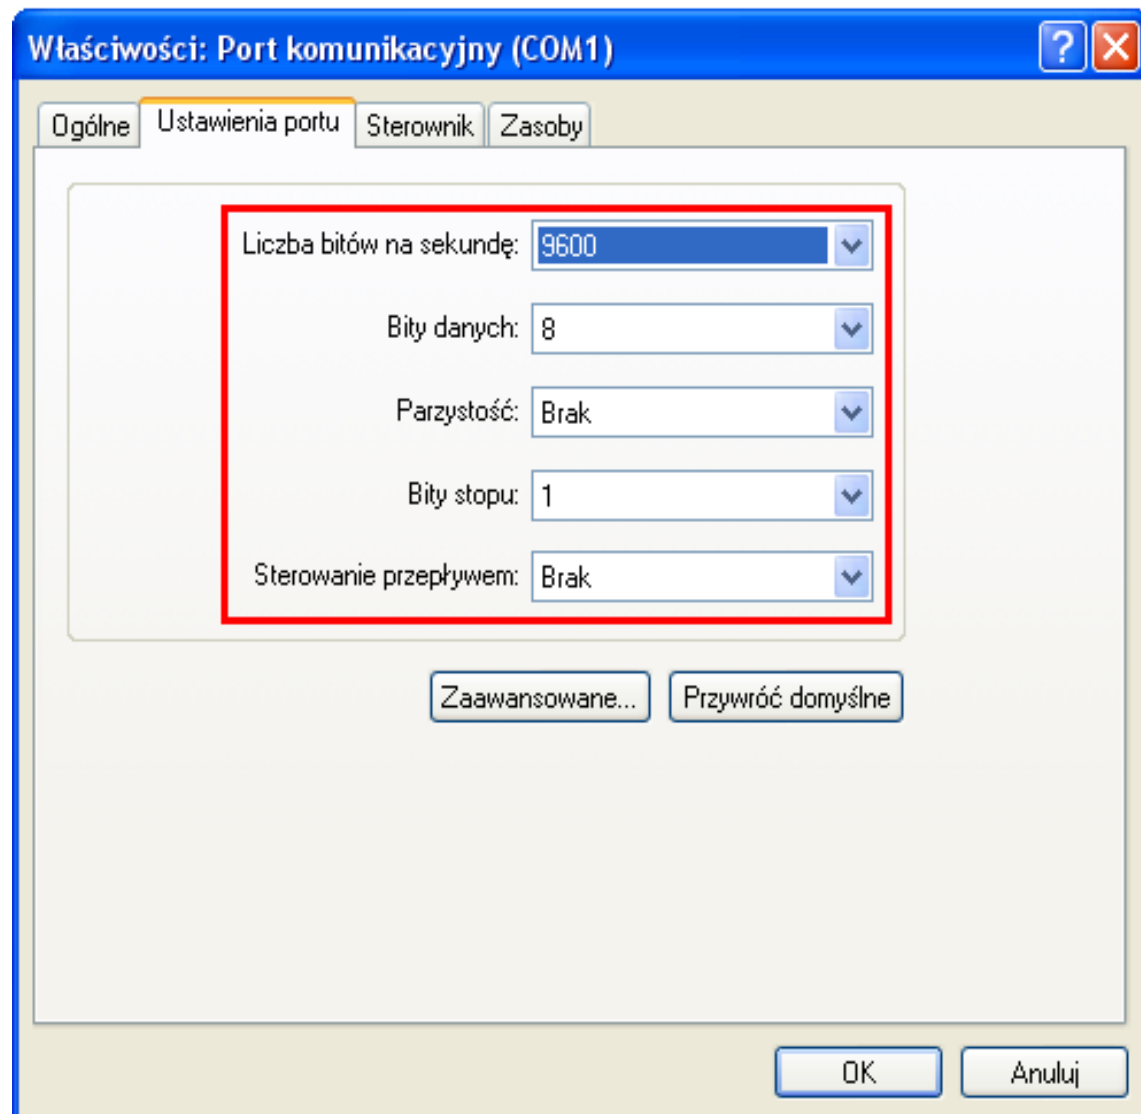 Właściwości: Port komunikacyjny (COM1)
Ogólne Ustawienia portu Sterownik Zasoby
Liczba bitów na sekundę: 9600
Bity danych: 8
Parzystość: Brak
Bity stopu: 1
Sterowanie przepływem: Brak
Zaawansowane... Przywróć domyślne
OK Anuluj